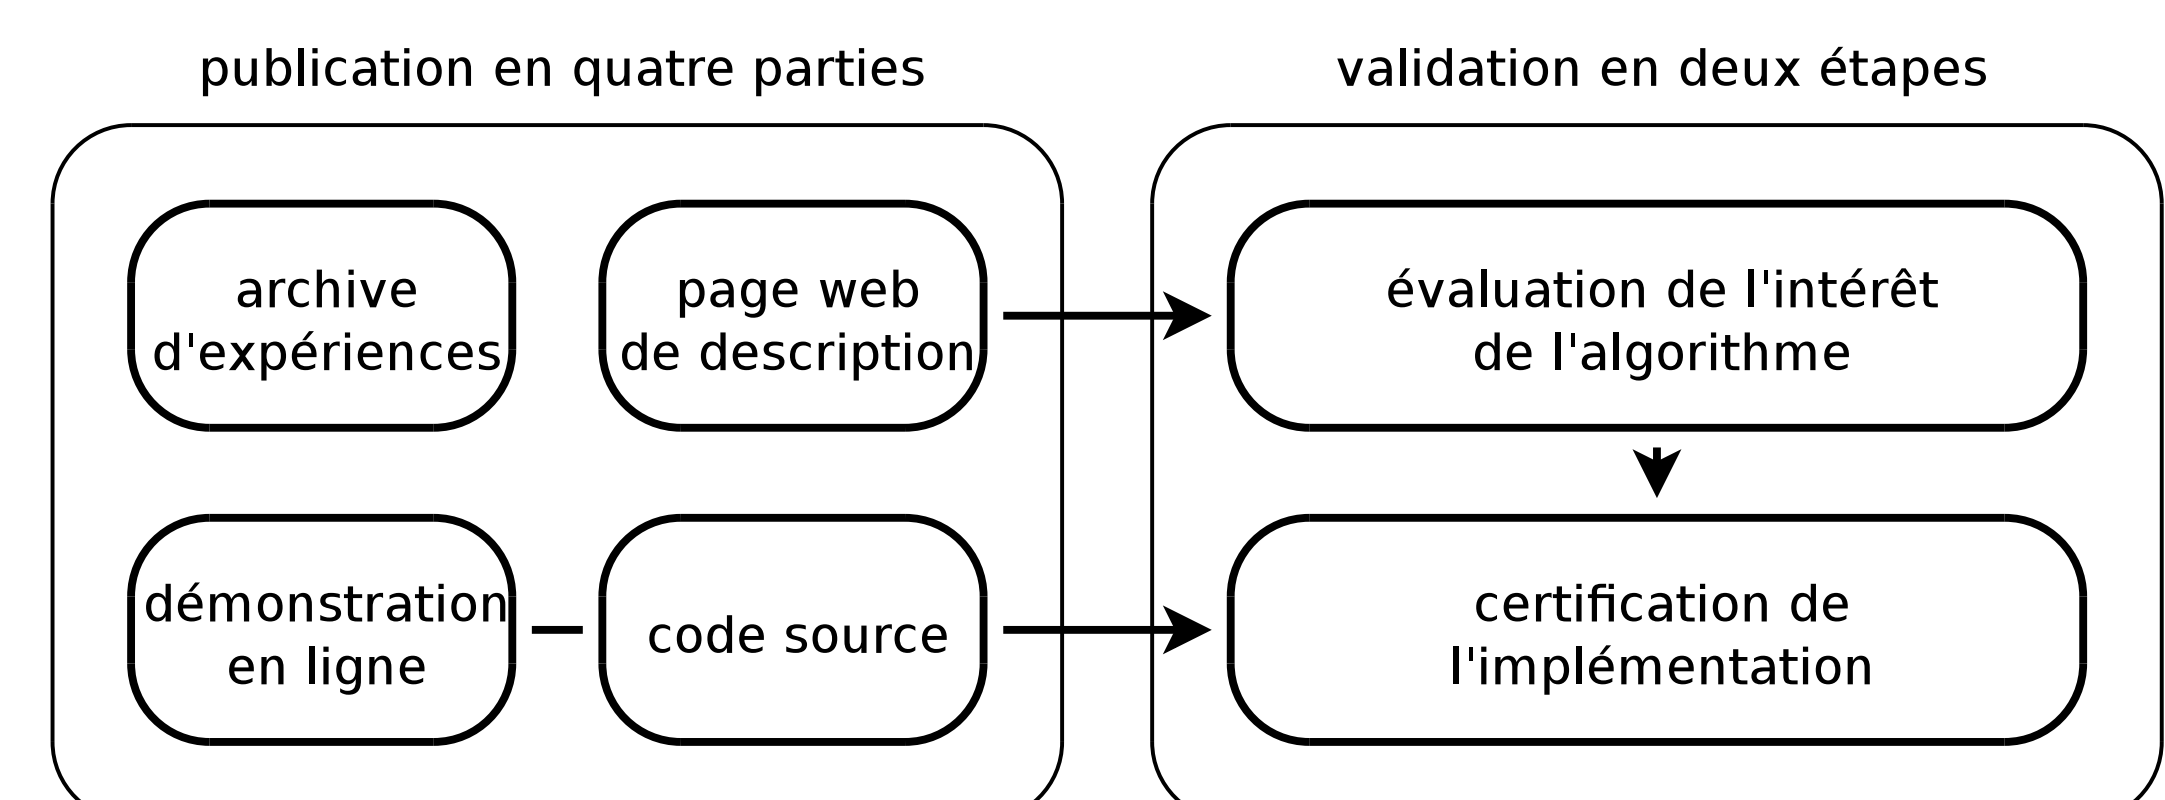 publication en quatre parties
validation en deux étapes
archive
d'expériences
page web
de description
évaluation de l'intérêt
de l'algorithme
démonstration
en ligne
code source
certification de
l'implémentation